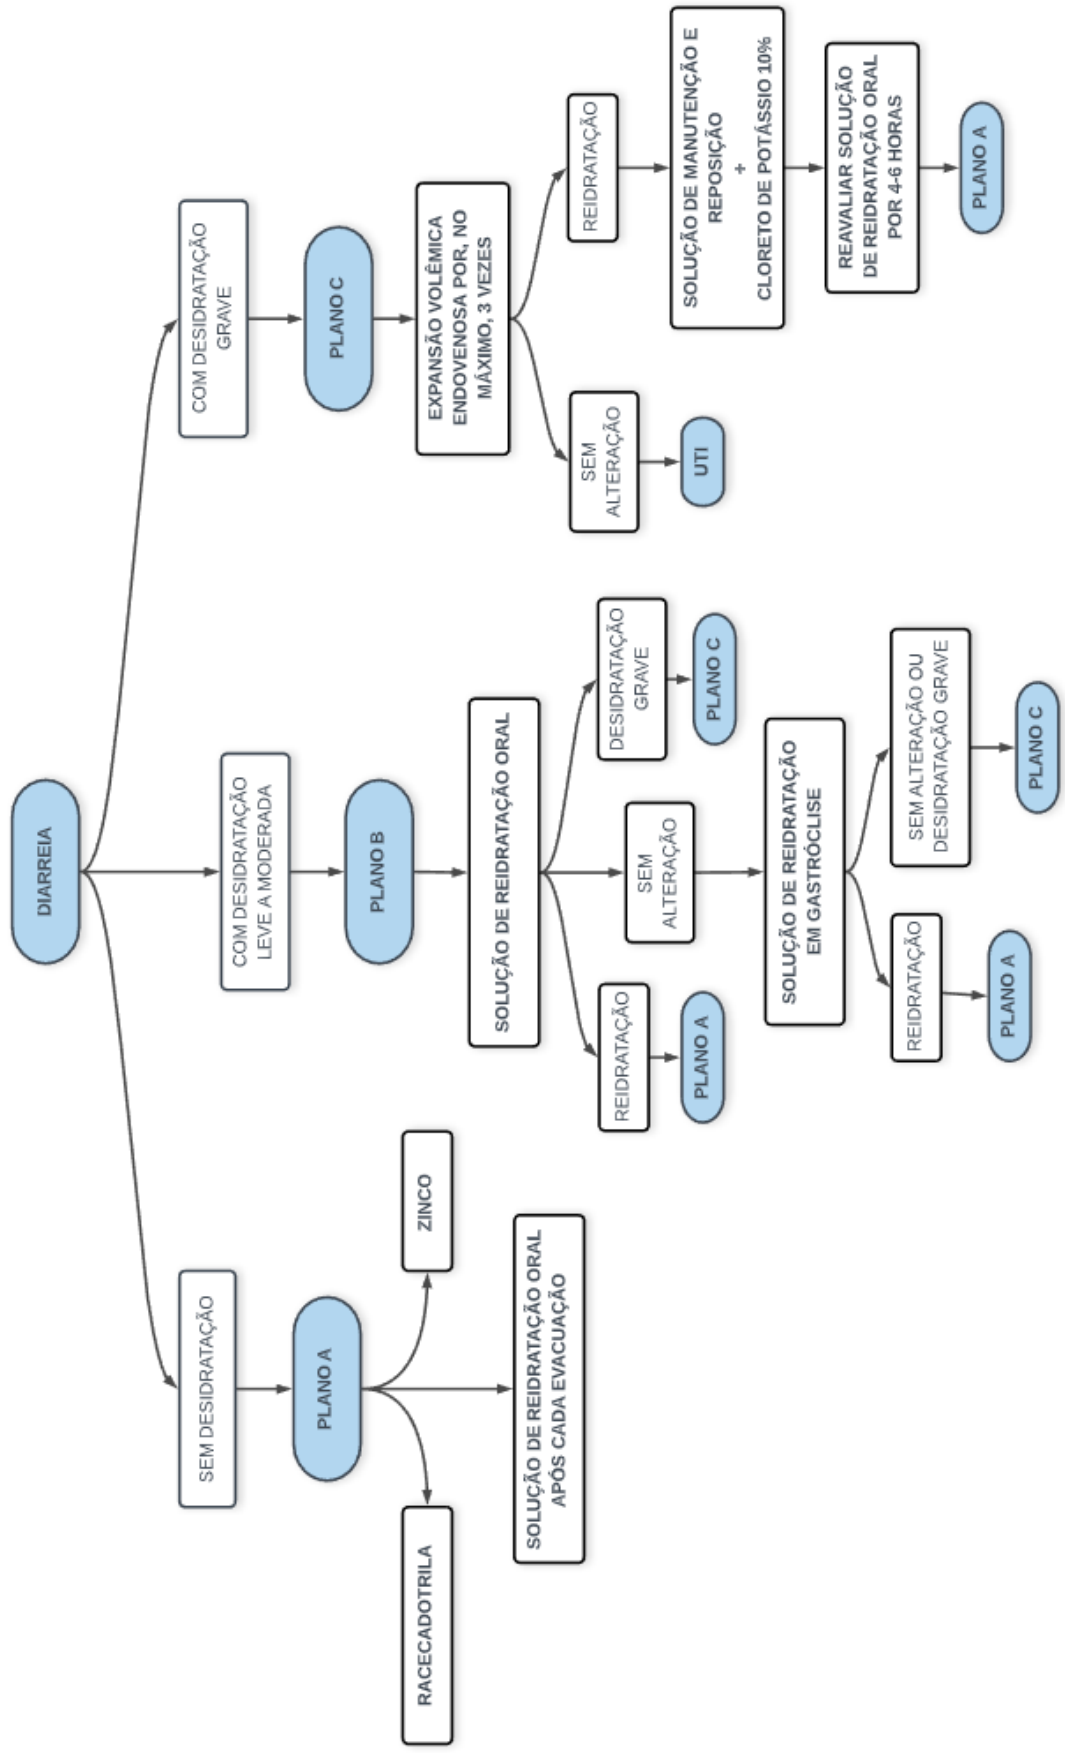 DIARREIA
SEM DESIDRATAÇÃO
PLANO A
RACECADOTRILA
ZINCO
SOLUÇÃO DE REIDRATAÇÃO ORAL
APÓS CADA EVACUAÇÃO
COM DESIDRATAÇÃO
LEVE A MODERADA
PLANO B
SOLUÇÃO DE REIDRATAÇÃO ORAL
REIDRATAÇÃO
PLANO A
SEM
ALTERAÇÃO
DESIDRATAÇÃO
GRAVE
PLANO C
SOLUÇÃO DE REIDRATAÇÃO
EM GASTRÓCLISE
REIDRATAÇÃO
PLANO A
SEM ALTERAÇÃO OU
DESIDRATAÇÃO GRAVE
PLANO C
COM DESIDRATAÇÃO
GRAVE
PLANO C
EXPANSÃO VOLÊMICA
ENDOVENOSA POR, NO
MÁXIMO, 3 VEZES
SEM
ALTERAÇÃO
UTI
REIDRATAÇÃO
SOLUÇÃO DE MANUTENÇÃO E
REPOSIÇÃO
+
CLORETO DE POTÁSSIO 10%
REAVALIAR SOLUÇÃO
DE REIDRATAÇÃO ORAL
POR 4-6 HORAS
PLANO A